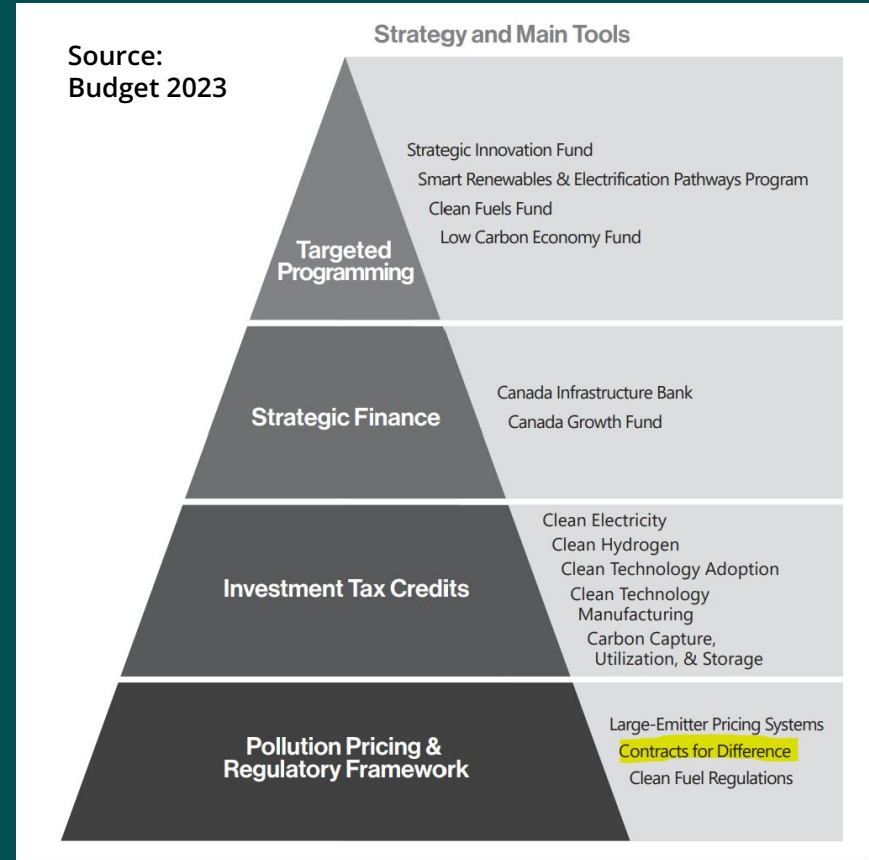 Strategy and Main Tools
Source:
Budget 2023
Targeted
Programming
Strategic Innovation Fund
Smart Renewables & Electrification Pathways Program
Clean Fuels Fund
Low Carbon Economy Fund
Strategic Finance
Canada Infrastructure Bank
Canada Growth Fund
Investment Tax Credits
Clean Electricity
Clean Hydrogen
Clean Technology Adoption
Clean Technology
Manufacturing
Carbon Capture,
Utilization, & Storage
Pollution Pricing &
Regulatory Framework
Large-Emitter Pricing Systems
Contracts for Difference
Clean Fuel Regulations